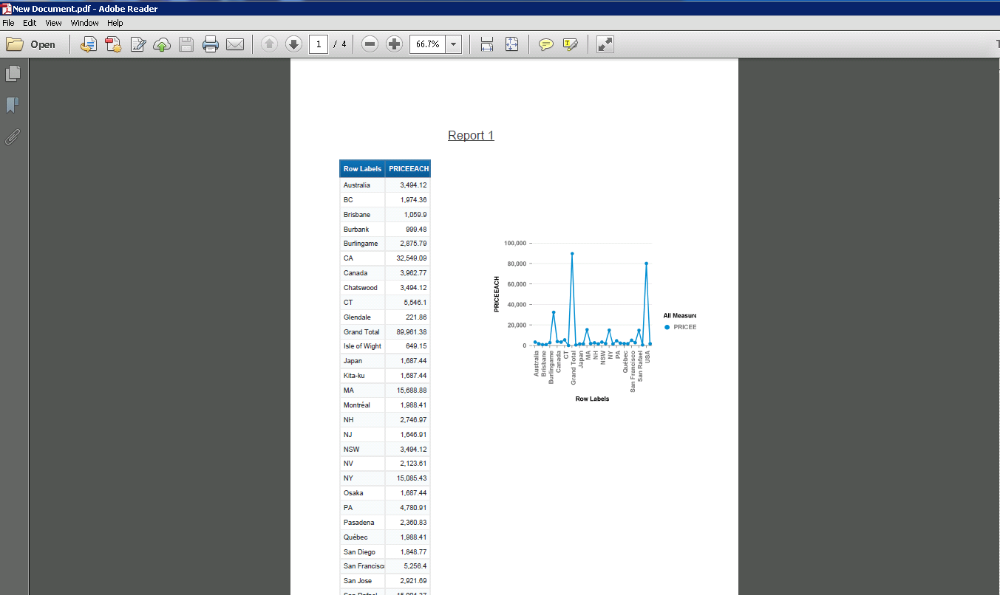 New Document.pdf - Adobe Reader
File Edit View Window Help
Open 1 / 4 66.7%
Report 1
Row Labels PRICEEACH
Australia 3,494.12
BC 1,974.36
Brisbane 1,059.9
Burbank 999.48
Burlingame 2,875.79
CA 32,549.09
Canada 3,962.77
Chatswood 3,494.12
CT 5,546.1
Glendale 221.86
Grand Total 89,961.38
Isle of Wight 649.15
Japan 1,687.44
Kita-ku 1,687.44
MA 15,688.88
Montréal 1,988.41
NH 2,746.97
NJ 1,646.91
NSW 3,494.12
NV 2,123.61
NY 15,085.43
Osaka 1,687.44
PA 4,780.91
Pasadena 2,360.83
Québec 1,988.41
San Diego 1,848.77
San Francisc 5,256.4
San Jose 2,921.69
San Rafael
PRICEEACH
100,000
80,000
60,000
40,000
20,000
0
Australia
Brisbane
Burlingame
Canada
CT
Grand Total
Japan
MA
NH
NSW
NY
PA
Québec
San Francisco
San Rafael
USA
Row Labels
All Measure
PRICEE